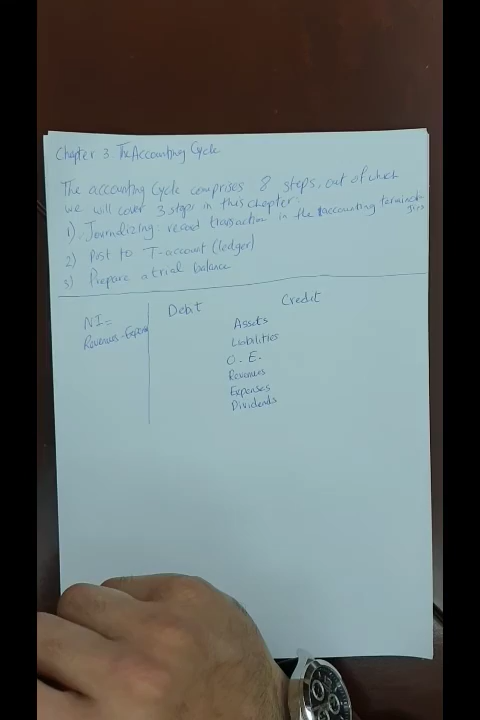 Chapter 3 The Accounting Cycle
The accounting cycle comprises 8 steps, out of which
we will cover 3 steps in this chapter:
1) Journalizing: record transaction in the accounting terminologies
2) Post to T-account (ledger)
3) Prepare a trial balance
Debit Credit
NI=
Revenues - Expenses
Assets
Liabilities
O. E.
Revenues
Expenses
Dividends